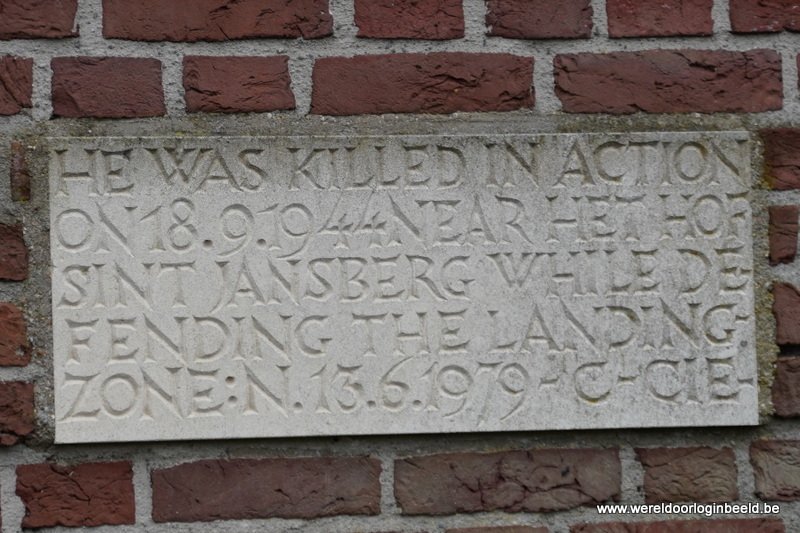 HE WAS KILLED IN ACTION
ON 18.9.1944 NEAR HET HOF
SINT JANSBERG WHILE DE-
FENDING THE LANDING-
ZONE:N.13.6.1979-C-CIE-
www.wereldoorloginbeeld.be